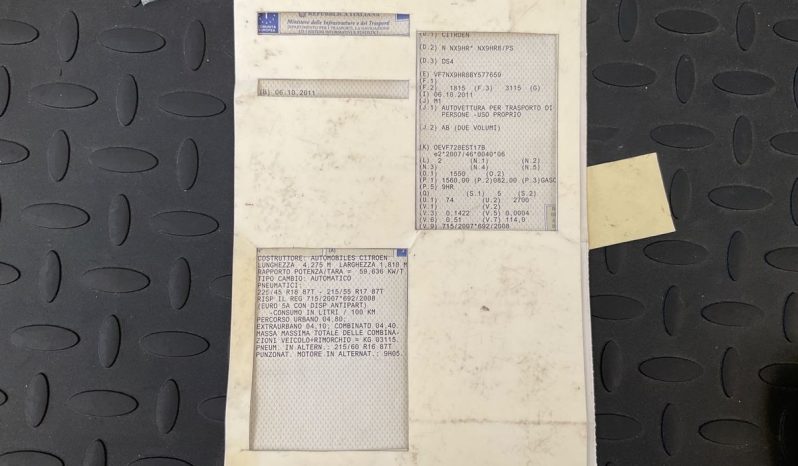 REPUBBLICA ITALIANA
Ministero delle Infrastrutture e dei Trasporti
COMUNITÀ
EUROPEA
(B) 06.10.2011
(D.1) CITROEN
(D.2) N NX9HR* NX9HR8/PS
(D.3) DS4
(E) VF7NX9HR8BY577659
(F.1)
(F.2) 1815 (F.3) 3115 (G)
(I) 06.10.2011
(J) M1
(J.1) AUTOVETTURA PER TRASPORTO DI
PERSONE -USO PROPRIO
(J.2) AB (DUE VOLUMI)
(K) OEVF728EST17B
e2*2007/46*0040*06
(L) 2 (N.1) (N.2)
(N.3) (N.4) (N.5)
(O.1) 1550 (O.2)
(P.1) 1560.00 (P.2)082.00 (P.3)GASO
(P.5) 9HR
(Q) (S.1) 5 (S.2)
(U.1) 74 (U.2) 2700
(V.1) (V.2)
(V.3) 0.1422 (V.5) 0.0004
(V.6) 0.51 (V.7) 114.0
(V.9) 715/2007*692/2008
COSTRUTTORE: AUTOMOBILES CITROEN
LUNGHEZZA 4,275 M LARGHEZZA 1,810 M
RAPPORTO POTENZA/TARA = 59.636 KW/T
TIPO CAMBIO: AUTOMATICO
PNEUMATICI:
225/45 R18 87T - 215/55 R17 87T
RISP IL REG 715/2007*692/2008
(EURO 5A CON DISP ANTIPART)
-CONSUMO IN LITRI / 100 KM
PERCORSO URBANO 04.80;
EXTRAURBANO 04.10; COMBINATO 04.40.
MASSA MASSIMA TOTALE DELLE COMBINA-
ZIONI VEICOLO+RIMORCHIO = KG 03115.
PNEUM. IN ALTERN.: 215/60 R16 87T
PUNZONAT. MOTORE IN ALTERNAT.: 9H05.